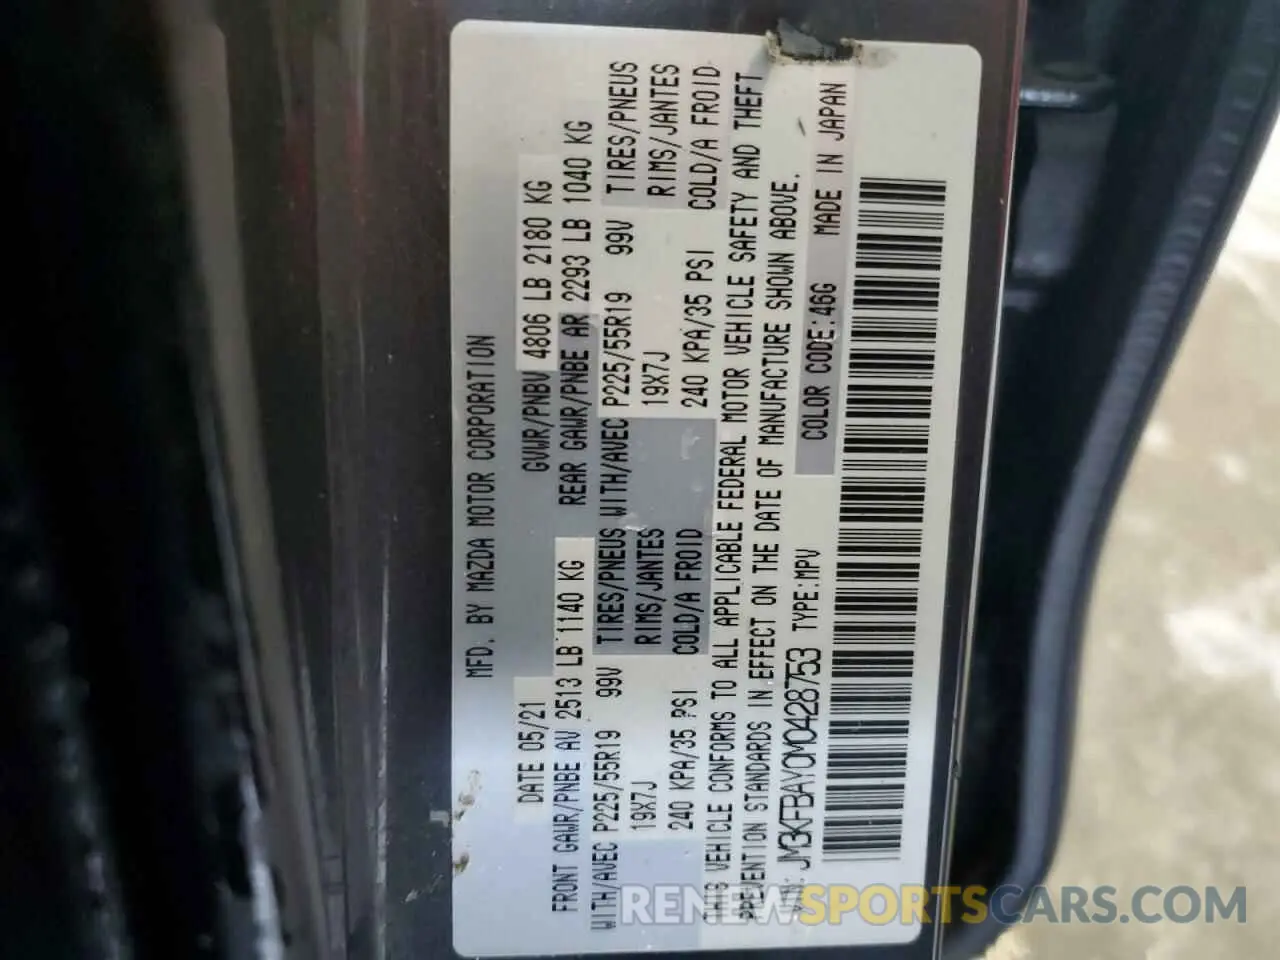 MFD. BY MAZDA MOTOR CORPORATION
DATE 05/21 GVWR/PNBV 4806 LB 2180 KG
FRONT GAWR/PNBE AV 2513 LB 1140 KG REAR GAWR/PNBE AR 2293 LB 1040 KG
WITH/AVEC P225/55R19 99V TIRES/PNEUS WITH/AVEC P225/55R19 99V TIRES/PNEUS
19X7J RIMS/JANTES 19X7J RIMS/JANTES
240 KPA/35 PSI COLD/A FROID 240 KPA/35 PSI COLD/A FROID
THIS VEHICLE CONFORMS TO ALL APPLICABLE FEDERAL MOTOR VEHICLE SAFETY AND THEFT
PREVENTION STANDARDS IN EFFECT ON THE DATE OF MANUFACTURE SHOWN ABOVE.
VIN: JM3KFBAY0M0428753 TYPE:MPV COLOR CODE:46G MADE IN JAPAN
RENEWSPORTSCARS.COM